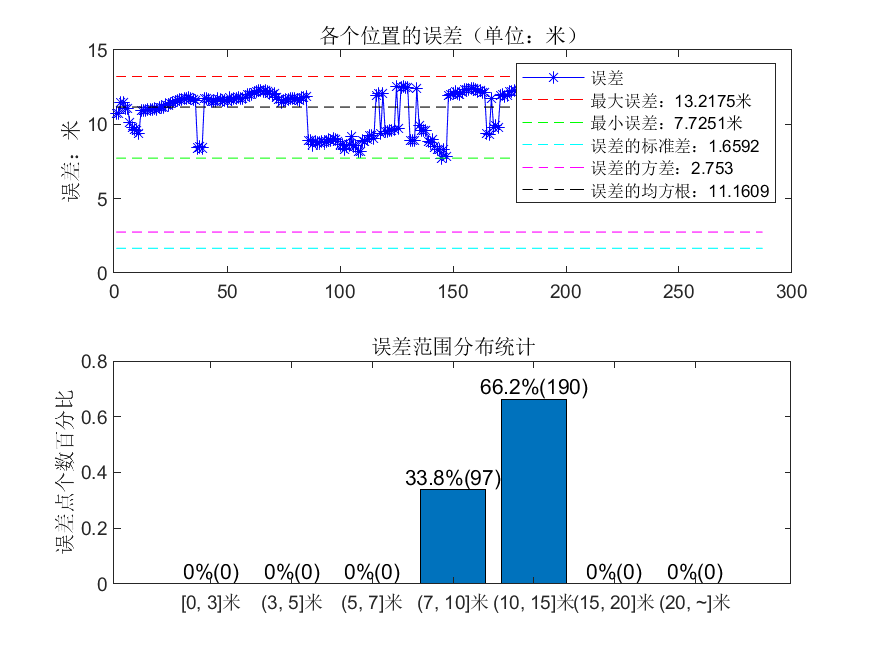 各个位置的误差（单位：米）
15
10
5
0
误差：米
误差
最大误差：13.2175米
最小误差：7.7251米
误差的标准差：1.6592
误差的方差：2.753
误差的均方根：11.1609
0 50 100 150 200 250 300
误差范围分布统计
0.8
0.6
0.4
0.2
0
误差点个数百分比
66.2%(190)
33.8%(97)
0%(0) 0%(0) 0%(0) 0%(0) 0%(0)
[0, 3]米 (3, 5]米 (5, 7]米 (7, 10]米 (10, 15]米 (15, 20]米 (20, ~]米